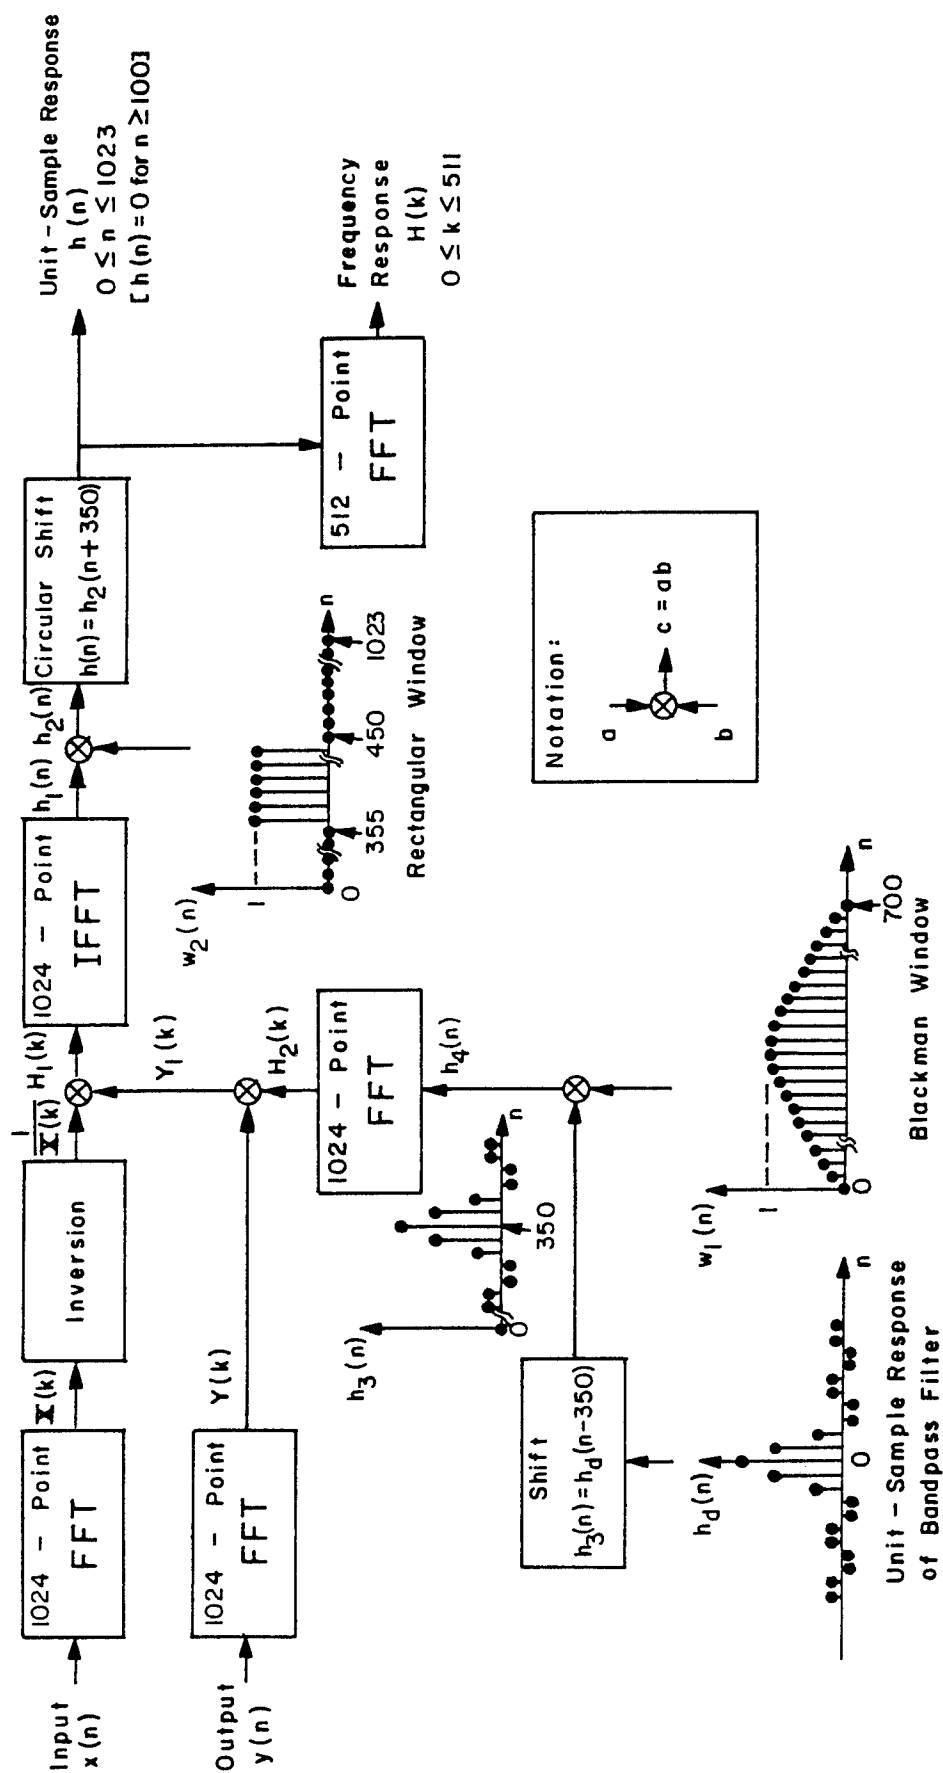 Input
x(n)
1024 - Point
FFT
X(k)
Inversion
1
X(k)
H₁(k)
1024 - Point
IFFT
h₁(n)
h₂(n)
Circular Shift
h(n) = h₂(n+350)
Unit-Sample Response
h(n)
0 ≤ n ≤ 1023
[h(n) = 0 for n ≥ 100]
Output
y(n)
1024 - Point
FFT
Y(k)
Y₁(k)
H₂(k)
1024 - Point
FFT
h₄(n)
w₂(n)
1
0
355
450
1023
n
Rectangular Window
512 - Point
FFT
Frequency
Response
H(k)
0 ≤ k ≤ 511
h₃(n)
0
350
n
Shift
h₃(n) = h_d(n-350)
Notation:
a
b
c = ab
h_d(n)
0
n
Unit-Sample Response
of Bandpass Filter
w₁(n)
1
0
700
n
Blackman Window